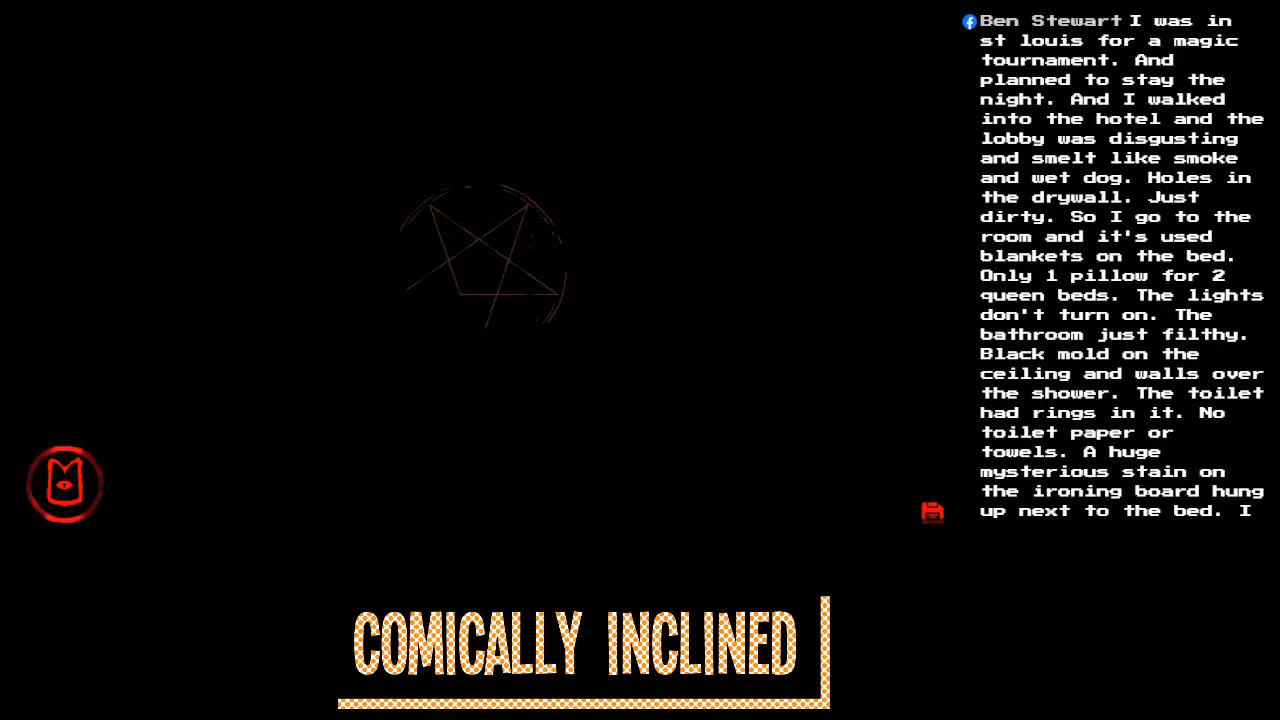 Ben Stewart I was in
st louis for a magic
tournament. And
planned to stay the
night. And I walked
into the hotel and the
lobby was disgusting
and smelt like smoke
and wet dog. Holes in
the drywall. Just
dirty. So I go to the
room and it's used
blankets on the bed.
Only 1 pillow for 2
queen beds. The lights
don't turn on. The
bathroom just filthy.
Black mold on the
ceiling and walls over
the shower. The toilet
had rings in it. No
toilet paper or
towels. A huge
mysterious stain on
the ironing board hung
up next to the bed. I
COMICALLY INCLINED